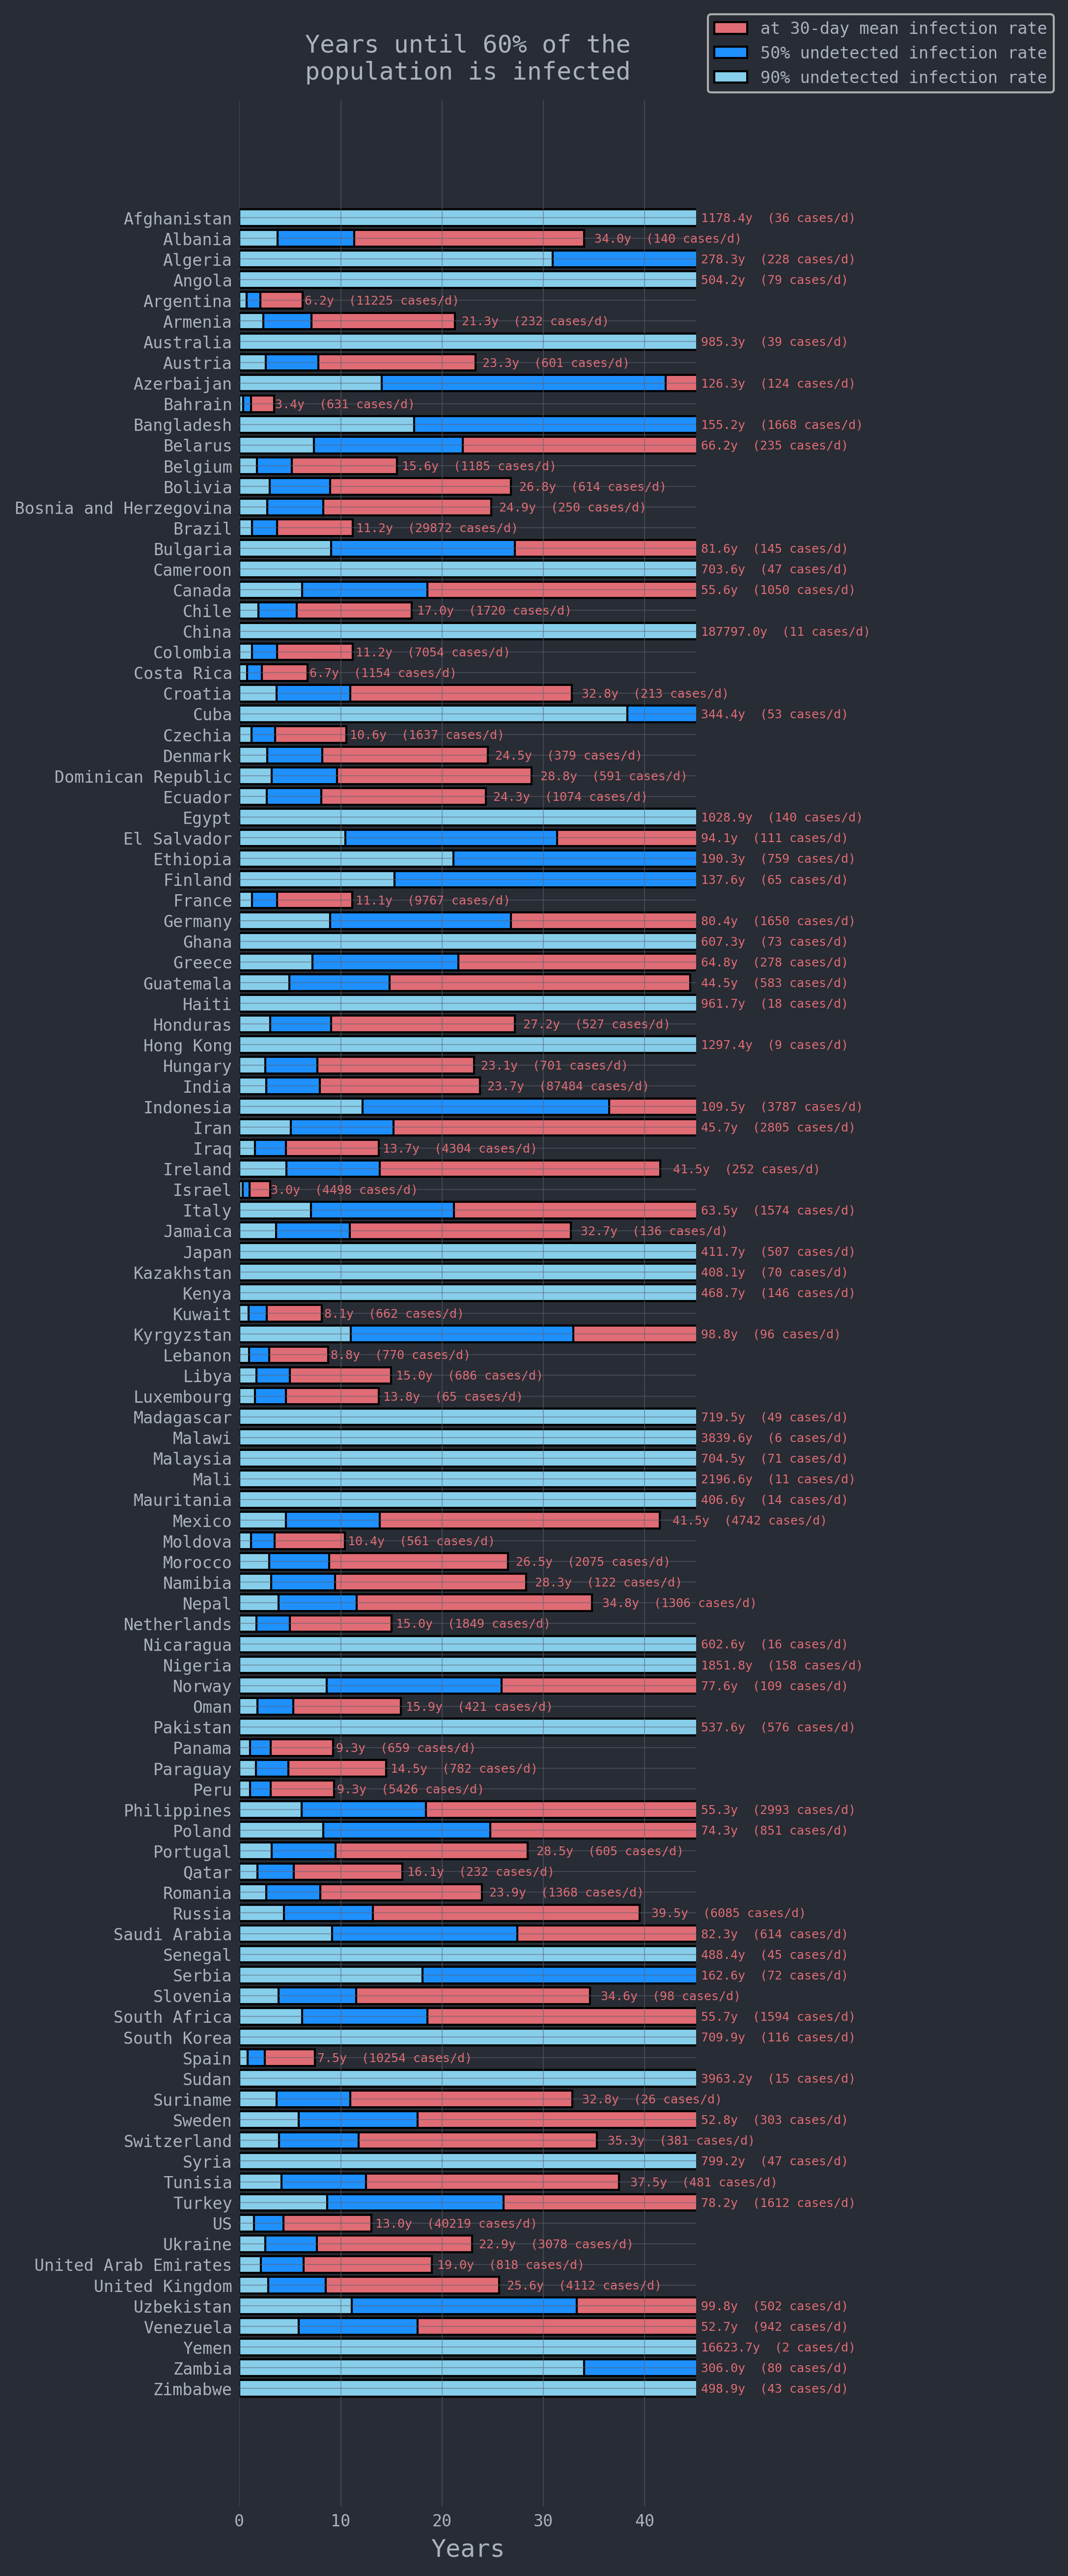 Years until 60% of the
population is infected
at 30-day mean infection rate
50% undetected infection rate
90% undetected infection rate
Afghanistan 1178.4y (36 cases/d)
Albania 34.0y (140 cases/d)
Algeria 278.3y (228 cases/d)
Angola 504.2y (79 cases/d)
Argentina 6.2y (11225 cases/d)
Armenia 21.3y (232 cases/d)
Australia 985.3y (39 cases/d)
Austria 23.3y (601 cases/d)
Azerbaijan 126.3y (124 cases/d)
Bahrain 3.4y (631 cases/d)
Bangladesh 155.2y (1668 cases/d)
Belarus 66.2y (235 cases/d)
Belgium 15.6y (1185 cases/d)
Bolivia 26.8y (614 cases/d)
Bosnia and Herzegovina 24.9y (250 cases/d)
Brazil 11.2y (29872 cases/d)
Bulgaria 81.6y (145 cases/d)
Cameroon 703.6y (47 cases/d)
Canada 55.6y (1050 cases/d)
Chile 17.0y (1720 cases/d)
China 187797.0y (11 cases/d)
Colombia 11.2y (7054 cases/d)
Costa Rica 6.7y (1154 cases/d)
Croatia 32.8y (213 cases/d)
Cuba 344.4y (53 cases/d)
Czechia 10.6y (1637 cases/d)
Denmark 24.5y (379 cases/d)
Dominican Republic 28.8y (591 cases/d)
Ecuador 24.3y (1074 cases/d)
Egypt 1028.9y (140 cases/d)
El Salvador 94.1y (111 cases/d)
Ethiopia 190.3y (759 cases/d)
Finland 137.6y (65 cases/d)
France 11.1y (9767 cases/d)
Germany 80.4y (1650 cases/d)
Ghana 607.3y (73 cases/d)
Greece 64.8y (278 cases/d)
Guatemala 44.5y (583 cases/d)
Haiti 961.7y (18 cases/d)
Honduras 27.2y (527 cases/d)
Hong Kong 1297.4y (9 cases/d)
Hungary 23.1y (701 cases/d)
India 23.7y (87484 cases/d)
Indonesia 109.5y (3787 cases/d)
Iran 45.7y (2805 cases/d)
Iraq 13.7y (4304 cases/d)
Ireland 41.5y (252 cases/d)
Israel 3.0y (4498 cases/d)
Italy 63.5y (1574 cases/d)
Jamaica 32.7y (136 cases/d)
Japan 411.7y (507 cases/d)
Kazakhstan 408.1y (70 cases/d)
Kenya 468.7y (146 cases/d)
Kuwait 8.1y (662 cases/d)
Kyrgyzstan 98.8y (96 cases/d)
Lebanon 8.8y (770 cases/d)
Libya 15.0y (686 cases/d)
Luxembourg 13.8y (65 cases/d)
Madagascar 719.5y (49 cases/d)
Malawi 3839.6y (6 cases/d)
Malaysia 704.5y (71 cases/d)
Mali 2196.6y (11 cases/d)
Mauritania 406.6y (14 cases/d)
Mexico 41.5y (4742 cases/d)
Moldova 10.4y (561 cases/d)
Morocco 26.5y (2075 cases/d)
Namibia 28.3y (122 cases/d)
Nepal 34.8y (1306 cases/d)
Netherlands 15.0y (1849 cases/d)
Nicaragua 602.6y (16 cases/d)
Nigeria 1851.8y (158 cases/d)
Norway 77.6y (109 cases/d)
Oman 15.9y (421 cases/d)
Pakistan 537.6y (576 cases/d)
Panama 9.3y (659 cases/d)
Paraguay 14.5y (782 cases/d)
Peru 9.3y (5426 cases/d)
Philippines 55.3y (2993 cases/d)
Poland 74.3y (851 cases/d)
Portugal 28.5y (605 cases/d)
Qatar 16.1y (232 cases/d)
Romania 23.9y (1368 cases/d)
Russia 39.5y (6085 cases/d)
Saudi Arabia 82.3y (614 cases/d)
Senegal 488.4y (45 cases/d)
Serbia 162.6y (72 cases/d)
Slovenia 34.6y (98 cases/d)
South Africa 55.7y (1594 cases/d)
South Korea 709.9y (116 cases/d)
Spain 7.5y (10254 cases/d)
Sudan 3963.2y (15 cases/d)
Suriname 32.8y (26 cases/d)
Sweden 52.8y (303 cases/d)
Switzerland 35.3y (381 cases/d)
Syria 799.2y (47 cases/d)
Tunisia 37.5y (481 cases/d)
Turkey 78.2y (1612 cases/d)
US 13.0y (40219 cases/d)
Ukraine 22.9y (3078 cases/d)
United Arab Emirates 19.0y (818 cases/d)
United Kingdom 25.6y (4112 cases/d)
Uzbekistan 99.8y (502 cases/d)
Venezuela 52.7y (942 cases/d)
Yemen 16623.7y (2 cases/d)
Zambia 306.0y (80 cases/d)
Zimbabwe 498.9y (43 cases/d)
0 10 20 30 40
Years